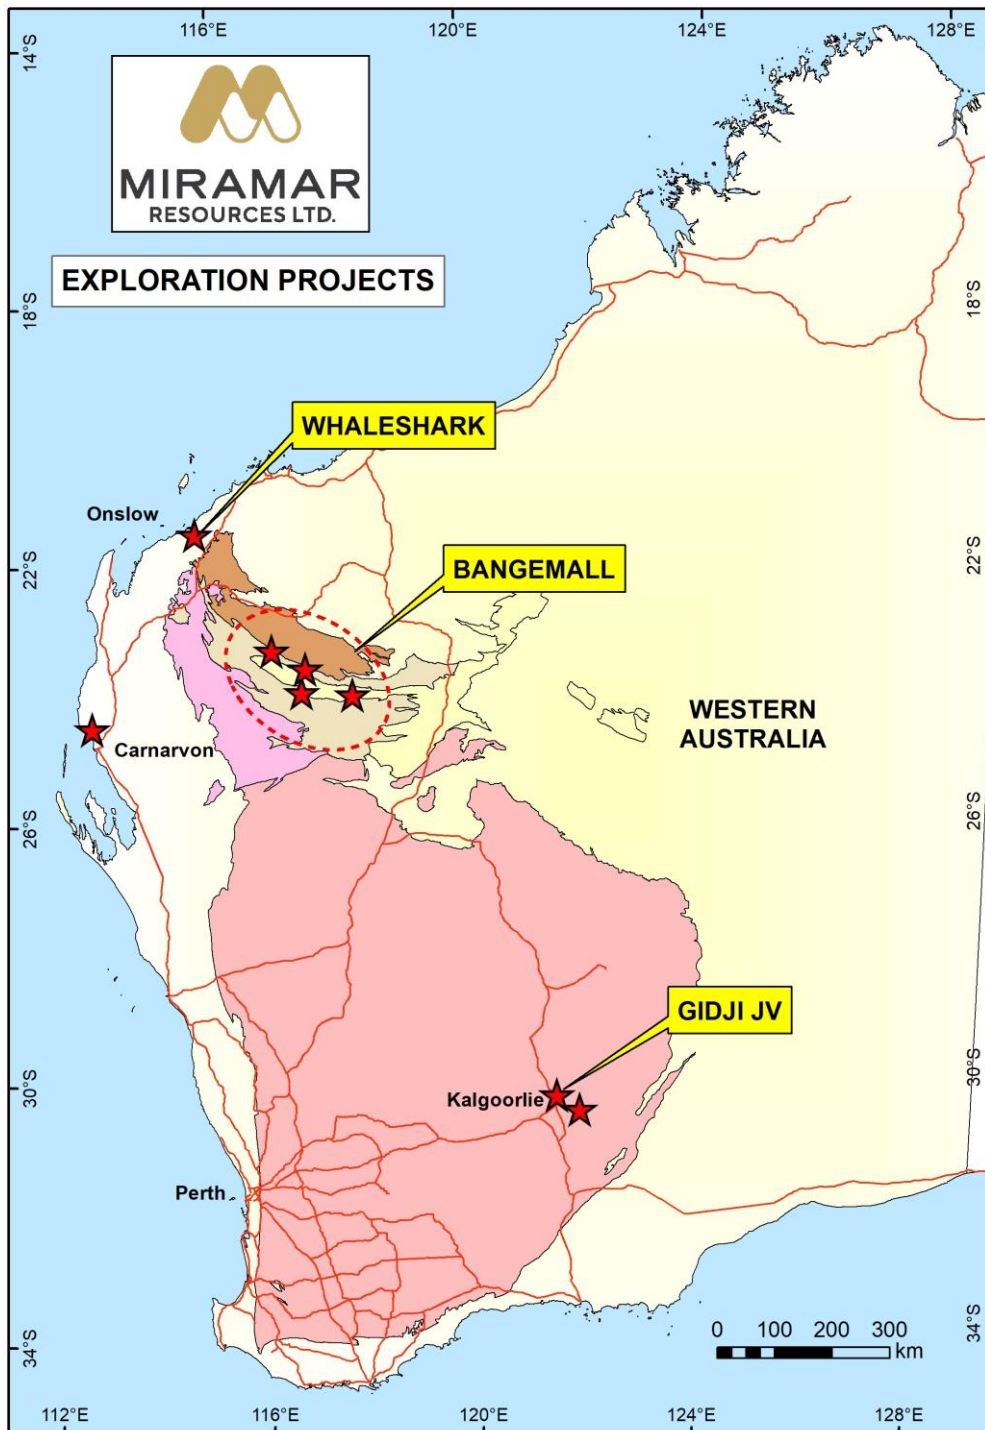 116°E 120°E 124°E 128°E
14°S
MIRAMAR
RESOURCES LTD.
EXPLORATION PROJECTS
18°S 18°S
WHALESHARK
Onslow
22°S BANGEMALL 22°S
WESTERN
AUSTRALIA
Carnarvon
26°S 26°S
GIDJI JV
30°S Kalgoorlie 30°S
Perth
34°S 34°S
0 100 200 300
km
112°E 116°E 120°E 124°E 128°E